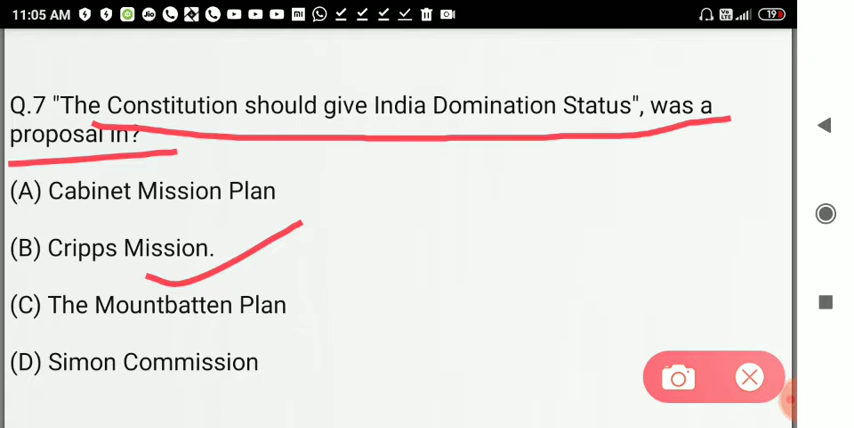 11:05 AM
19
Q.7 "The Constitution should give India Domination Status", was a
proposal in?
(A) Cabinet Mission Plan
(B) Cripps Mission.
(C) The Mountbatten Plan
(D) Simon Commission